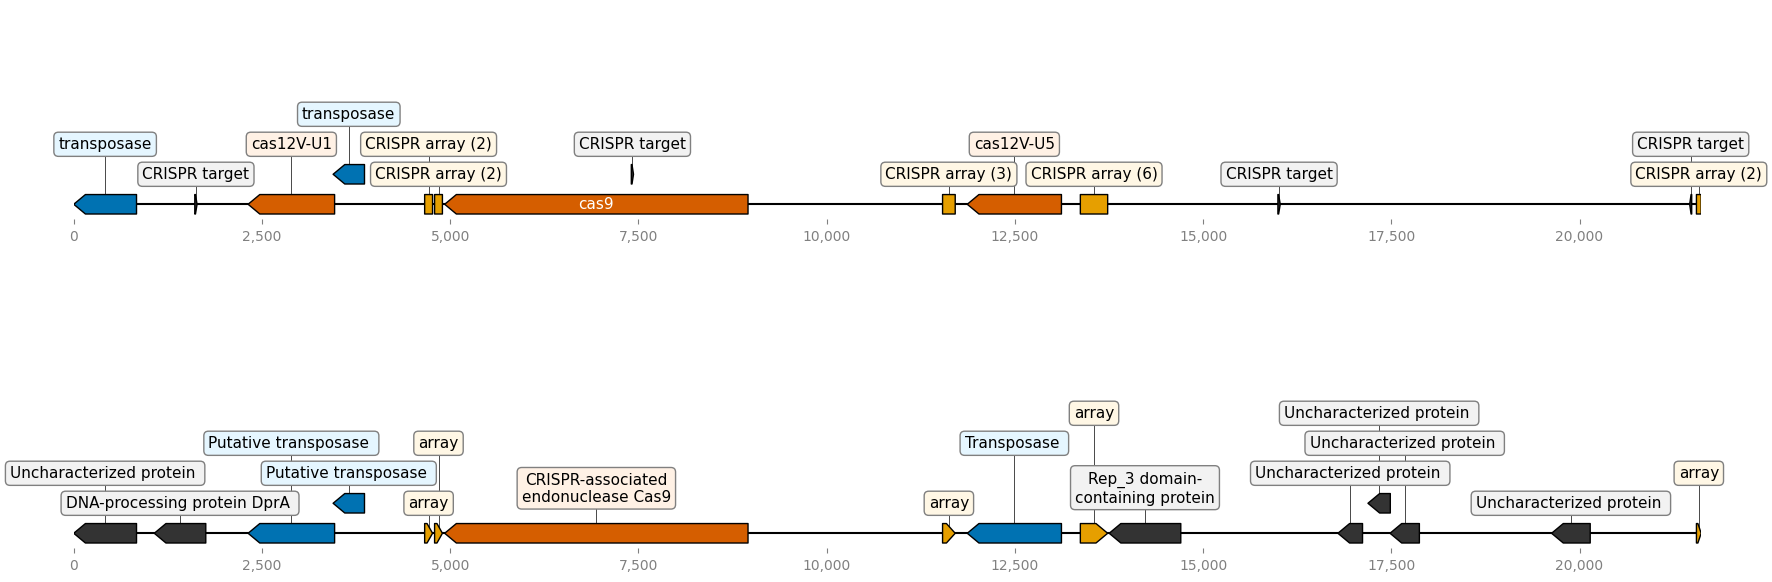 transposase
transposase
cas12V-U1
CRISPR array (2)
CRISPR target
cas12V-U5
CRISPR target
CRISPR target
CRISPR array (2)
CRISPR array (3)
CRISPR array (6)
CRISPR target
CRISPR array (2)
cas9
0
2,500
5,000
7,500
10,000
12,500
15,000
17,500
20,000
array
Uncharacterized protein
Putative transposase
array
Transposase
Uncharacterized protein
Uncharacterized protein
Putative transposase
CRISPR-associated
endonuclease Cas9
Rep_3 domain-
containing protein
Uncharacterized protein
array
DNA-processing protein DprA
array
array
Uncharacterized protein
0
2,500
5,000
7,500
10,000
12,500
15,000
17,500
20,000